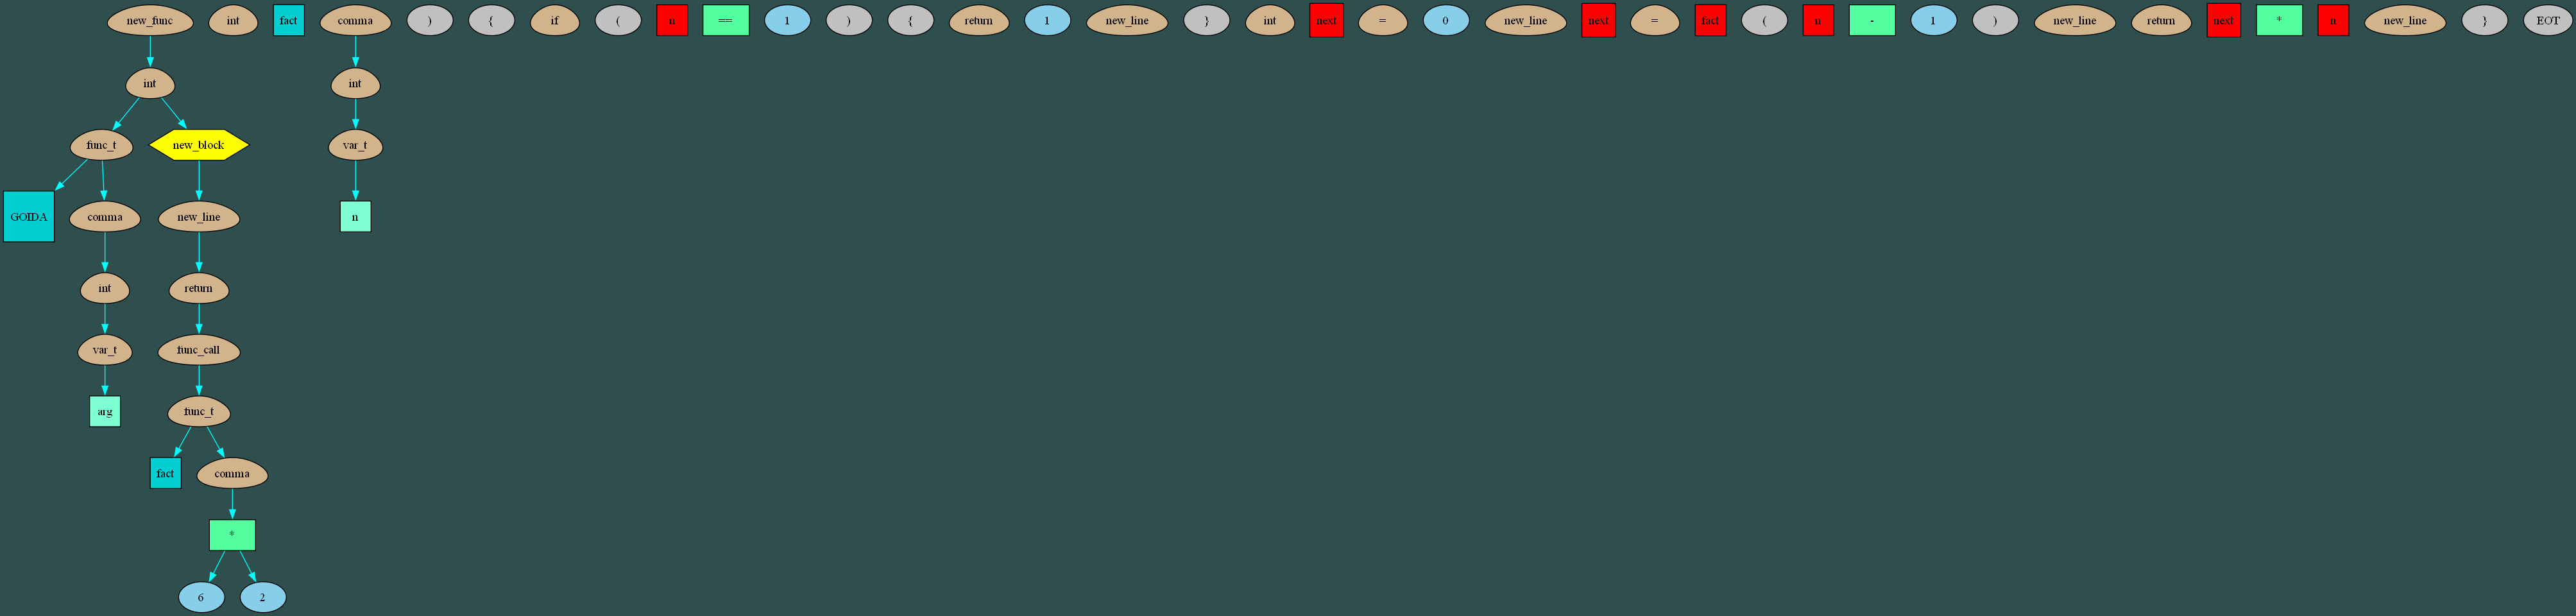 new_func int fact comma ) { if ( n == 1 ) { return 1 new_line } int next = 0 new_line next = fact ( n - 1 ) new_line return next * n new_line } EOT
int int
func_t new_block var_t
GOIDA comma new_line n
int return
var_t func_call
arg func_t
fact comma
*
6 2